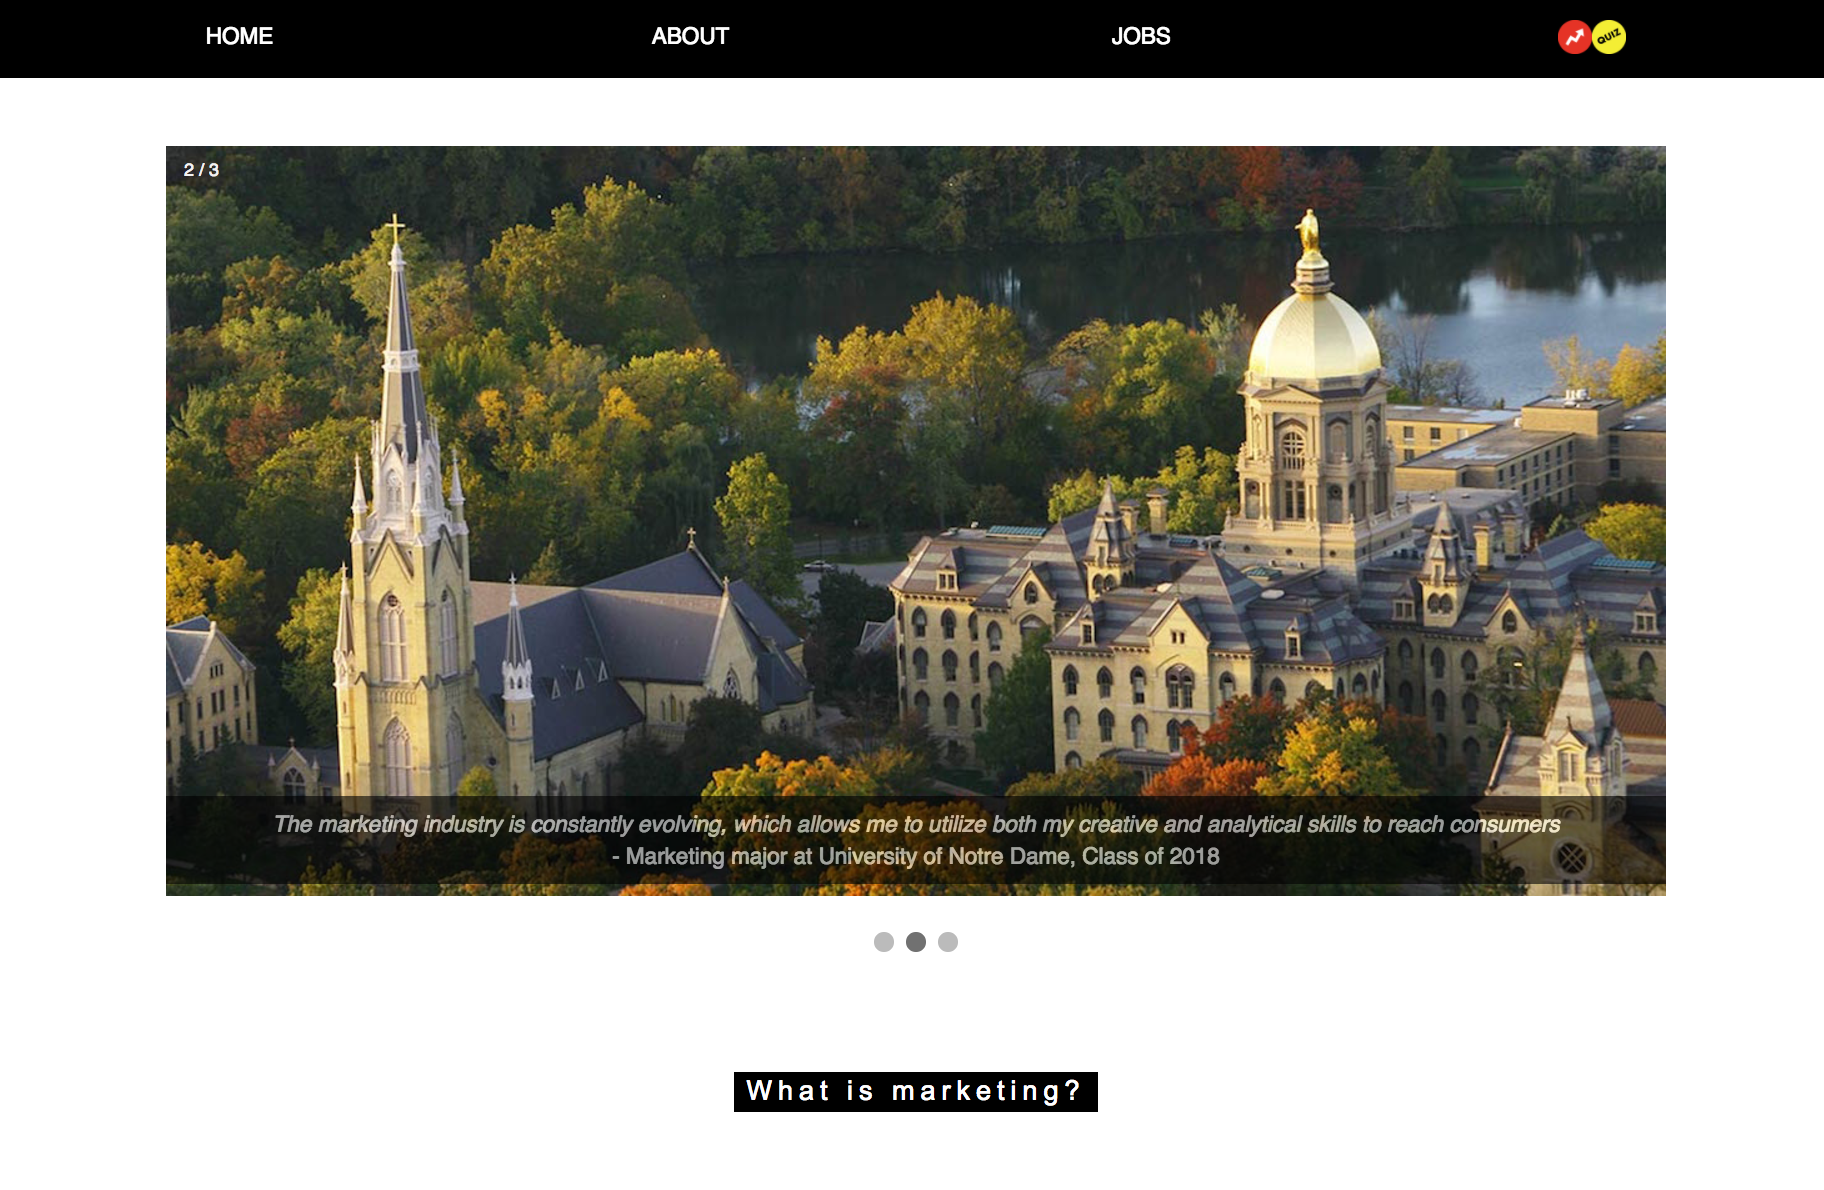 HOME ABOUT JOBS QUIZ
2 / 3
The marketing industry is constantly evolving, which allows me to utilize both my creative and analytical skills to reach consumers
- Marketing major at University of Notre Dame, Class of 2018
What is marketing?